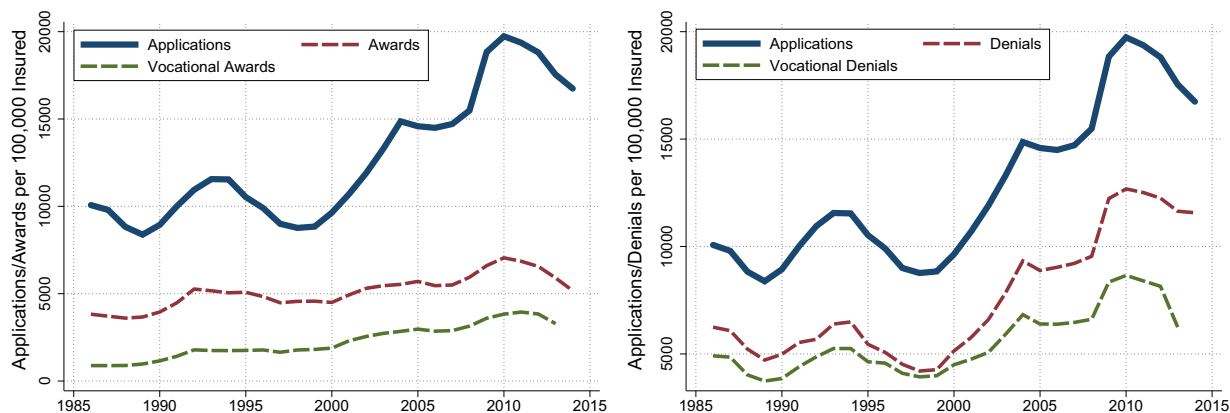 Applications/Awards per 100,000 Insured
20000
15000
10000
5000
0
Applications
Awards
Vocational Awards
1985 1990 1995 2000 2005 2010 2015
Applications/Denials per 100,000 Insured
20000
15000
10000
5000
Applications
Denials
Vocational Denials
1985 1990 1995 2000 2005 2010 2015